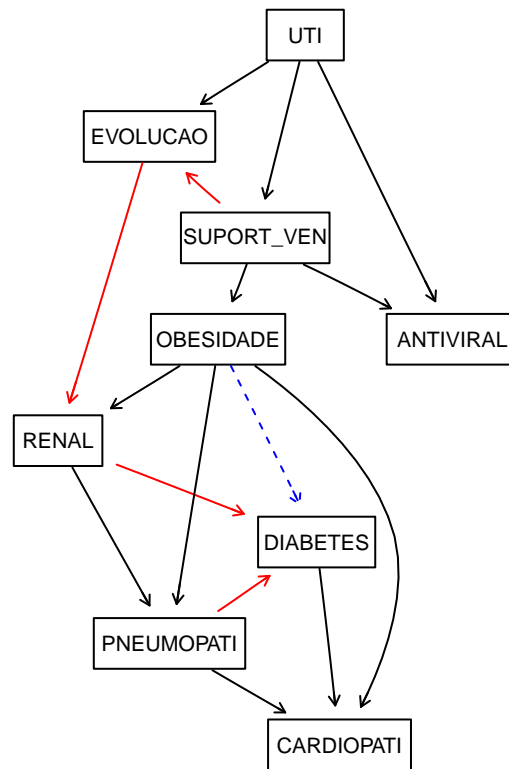 UTI
EVOLUCAO
SUPORT_VEN
OBESIDADE
ANTIVIRAL
RENAL
DIABETES
PNEUMOPATI
CARDIOPATI